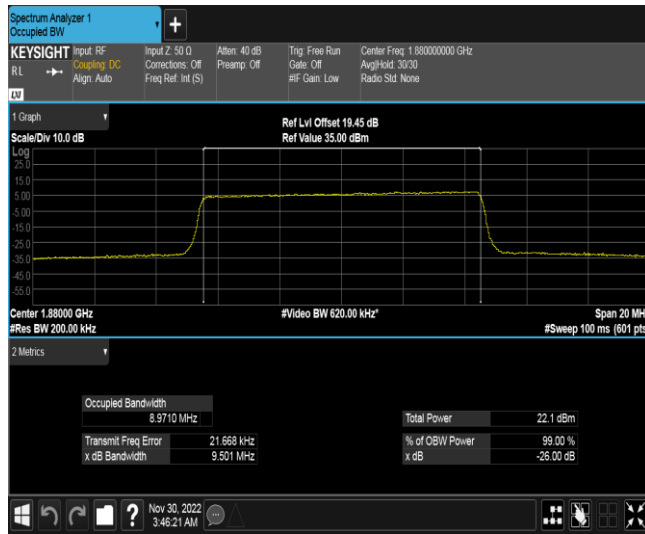 Spectrum Analyzer 1
Occupied BW
+
KEYSIGHT
RL
LXI
Input: RF
Coupling: DC
Align: Auto
Input Z: 50 Ω
Corrections: Off
Freq Ref: Int (S)
Atten: 40 dB
Preamp: Off
Trig: Free Run
Gate: Off
#IF Gain: Low
Center Freq: 1.880000000 GHz
Avg|Hold: 30/30
Radio Std: None
1 Graph
Scale/Div 10.0 dB
Ref Lvl Offset 19.45 dB
Ref Value 35.00 dBm
Log
25.0
15.0
5.00
-5.00
-15.0
-25.0
-35.0
-45.0
-55.0
Center 1.88000 GHz
#Res BW 200.00 kHz
#Video BW 620.00 kHz*
Span 20 MH
#Sweep 100 ms (601 pts
2 Metrics
Occupied Bandwidth
8.9710 MHz
Transmit Freq Error 21.668 kHz
x dB Bandwidth 9.501 MHz
Total Power 22.1 dBm
% of OBW Power 99.00 %
x dB -26.00 dB
?
Nov 30, 2022
3:46:21 AM